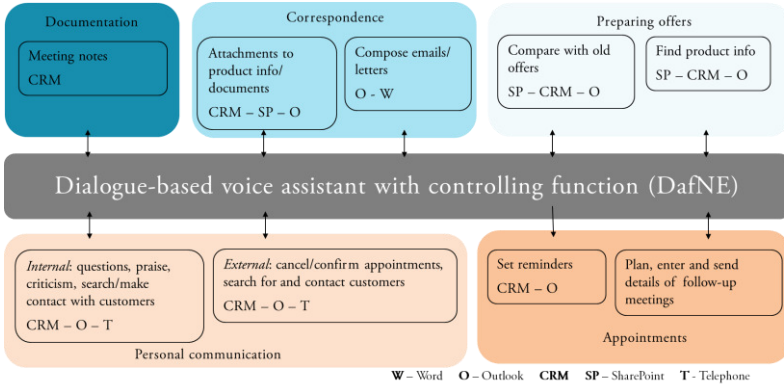 Documentation
Meeting notes
CRM
Correspondence
Attachments to
product info/
documents
CRM – SP – O
Compose emails/
letters
O - W
Preparing offers
Compare with old
offers
SP – CRM – O
Find product info
SP – CRM – O
Dialogue-based voice assistant with controlling function (DafNE)
Internal: questions, praise,
criticism, search/make
contact with customers
CRM – O – T
External: cancel/confirm appointments,
search for and contact customers
CRM – O – T
Personal communication
Set reminders
CRM – O
Plan, enter and send
details of follow-up
meetings
Appointments
W – Word O – Outlook CRM SP – SharePoint T - Telephone